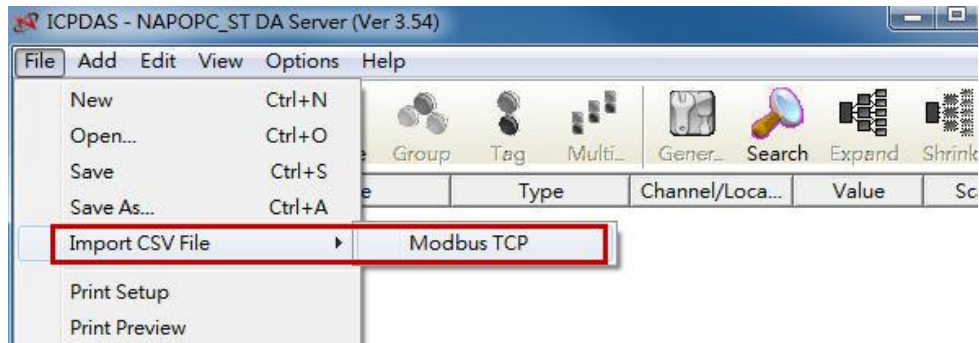 ICPDAS - NAPOPC_ST DA Server (Ver 3.54)
File Add Edit View Options Help
New Ctrl+N
Open... Ctrl+O
Save Ctrl+S
Save As... Ctrl+A
Import CSV File
Modbus TCP
Print Setup
Print Preview
Group Tag Multi... Gener... Search Expand Shrink
Type Channel/Loca... Value